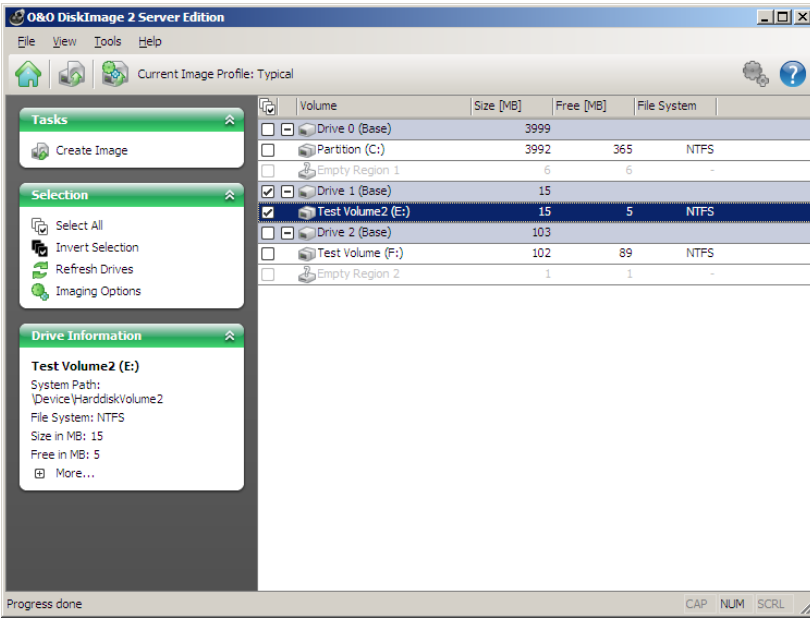 O&O DiskImage 2 Server Edition
File View Tools Help
Current Image Profile: Typical
Tasks
Create Image
Selection
Select All
Invert Selection
Refresh Drives
Imaging Options
Drive Information
Test Volume2 (E:)
System Path:
\Device\HarddiskVolume2
File System: NTFS
Size in MB: 15
Free in MB: 5
More...
Volume Size [MB] Free [MB] File System
Drive 0 (Base) 3999
Partition (C:) 3992 365 NTFS
Empty Region 1 6 6 -
Drive 1 (Base) 15
Test Volume2 (E:) 15 5 NTFS
Drive 2 (Base) 103
Test Volume (F:) 102 89 NTFS
Empty Region 2 1 1 -
Progress done CAP NUM SCRL